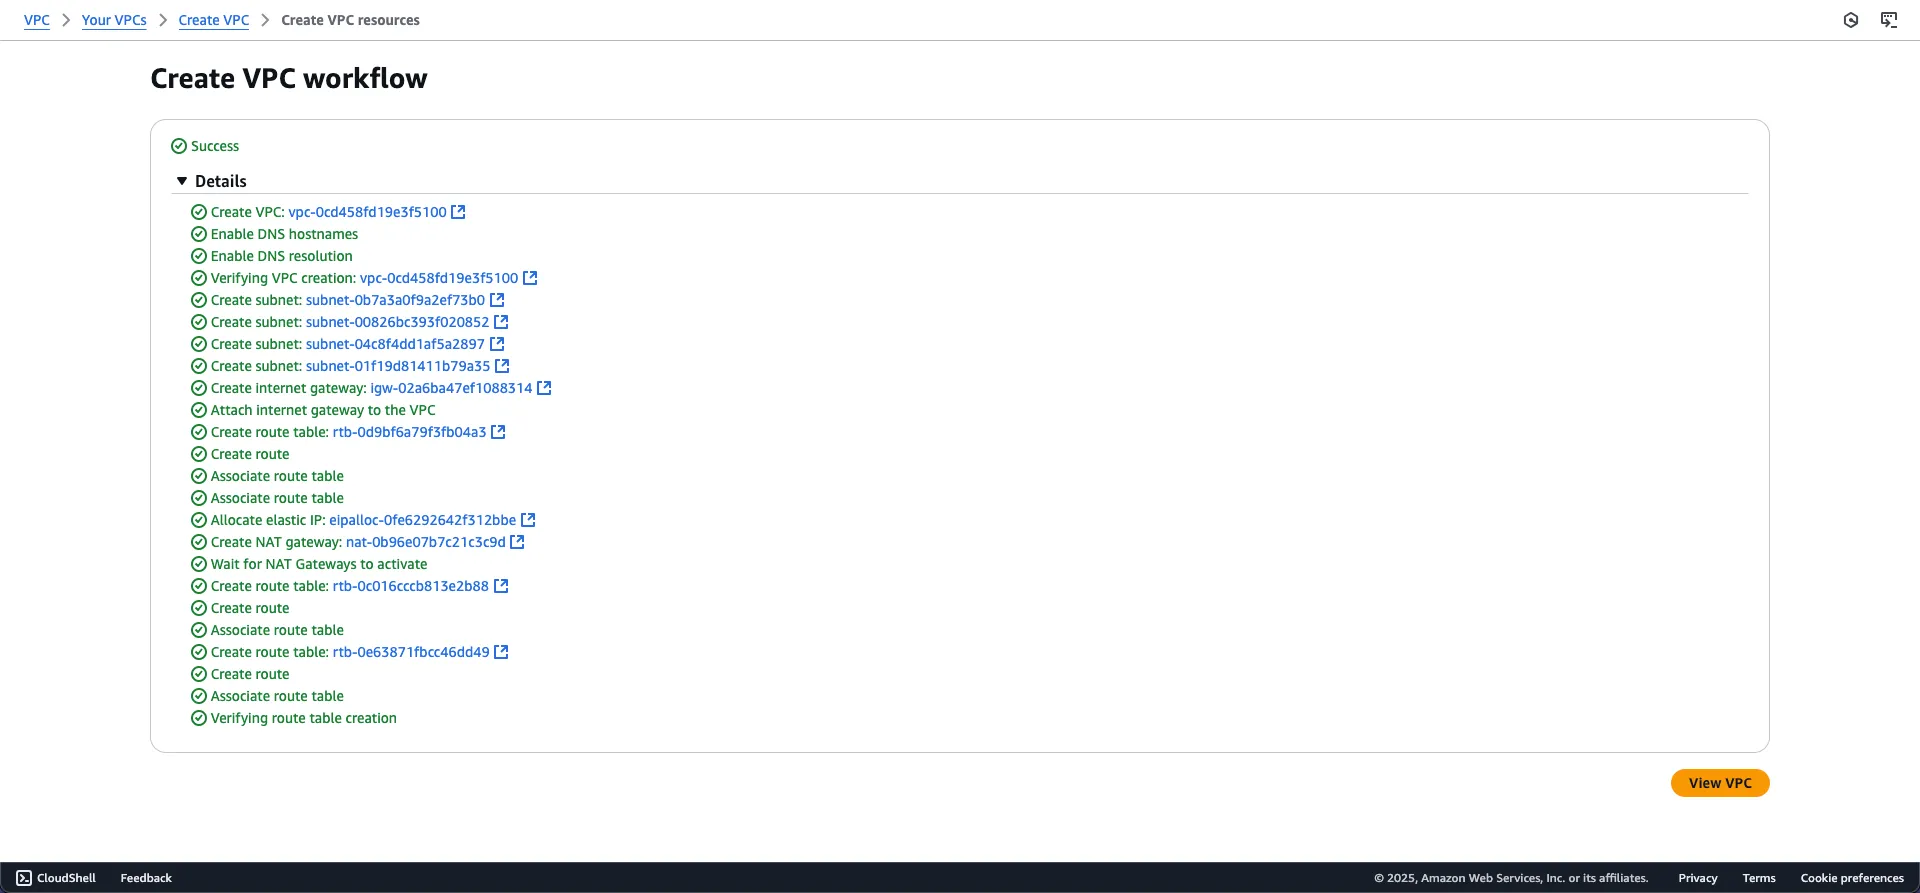 VPC > Your VPCs > Create VPC > Create VPC resources
Create VPC workflow
Success
Details
Create VPC: vpc-0cd458fd19e3f5100
Enable DNS hostnames
Enable DNS resolution
Verifying VPC creation: vpc-0cd458fd19e3f5100
Create subnet: subnet-0b7a3a0f9a2ef73b0
Create subnet: subnet-00826bc393f020852
Create subnet: subnet-04c8f4dd1af5a2897
Create subnet: subnet-01f19d81411b79a35
Create internet gateway: igw-02a6ba47ef1088314
Attach internet gateway to the VPC
Create route table: rtb-0d9bf6a79f3fb04a3
Create route
Associate route table
Associate route table
Allocate elastic IP: eipalloc-0fe6292642f312bbe
Create NAT gateway: nat-0b96e07b7c21c3c9d
Wait for NAT Gateways to activate
Create route table: rtb-0c016cccb813e2b88
Create route
Associate route table
Create route table: rtb-0e63871fbcc46dd49
Create route
Associate route table
Verifying route table creation
View VPC
CloudShell Feedback © 2025, Amazon Web Services, Inc. or its affiliates. Privacy Terms Cookie preferences